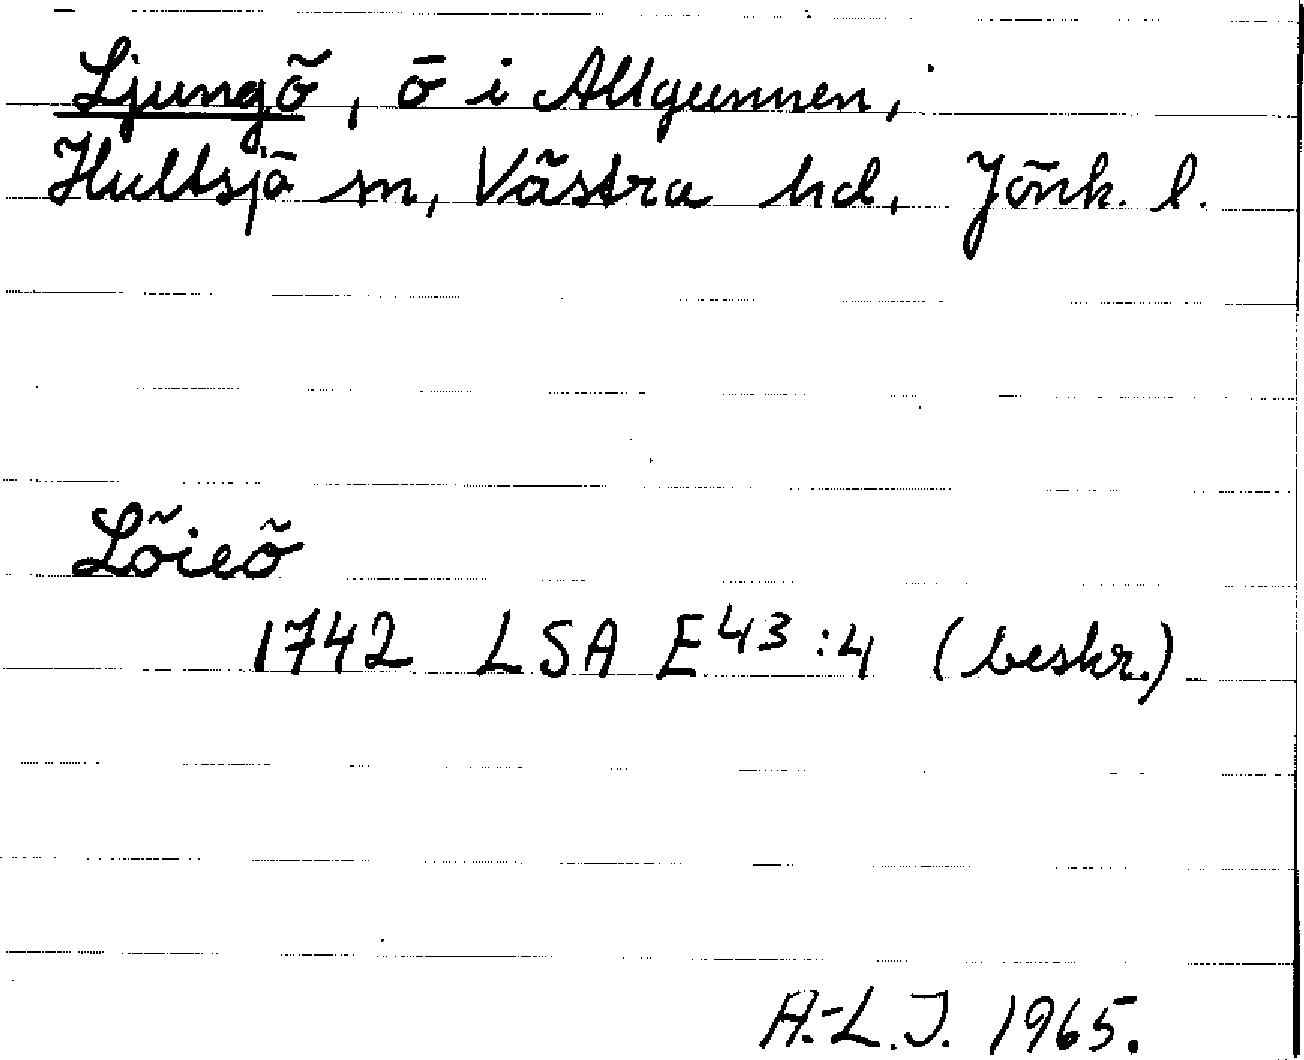 Ljungö, ö i Allgunnen,
Hultsjö sn, Västra hd, Jönk. l.
Löieö
1742 LSA E43:4 (beskr.)
A.-L.J. 1965.